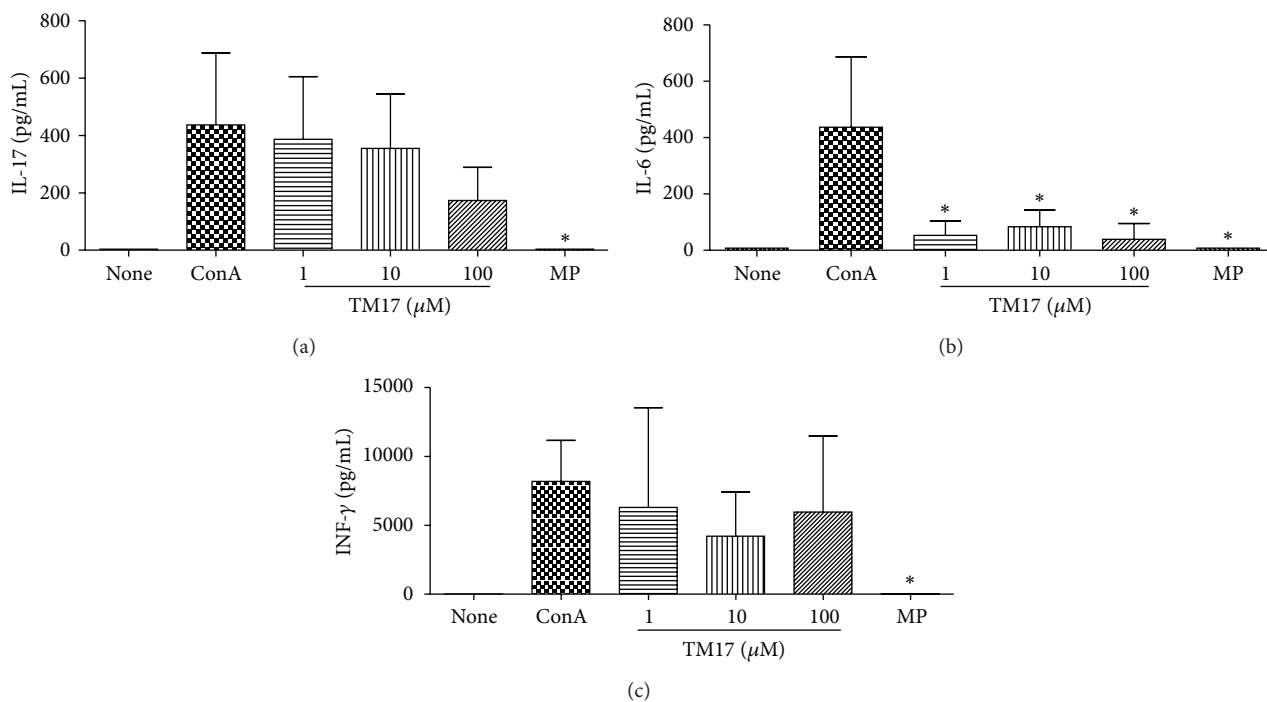 800
600
400
200
0
IL-17 (pg/mL)
*
None ConA 1 10 100 MP
TM17 (μM)
(a)
800
600
400
200
0
IL-6 (pg/mL)
* * * *
None ConA 1 10 100 MP
TM17 (μM)
(b)
15000
10000
5000
0
INF-γ (pg/mL)
*
None ConA 1 10 100 MP
TM17 (μM)
(c)